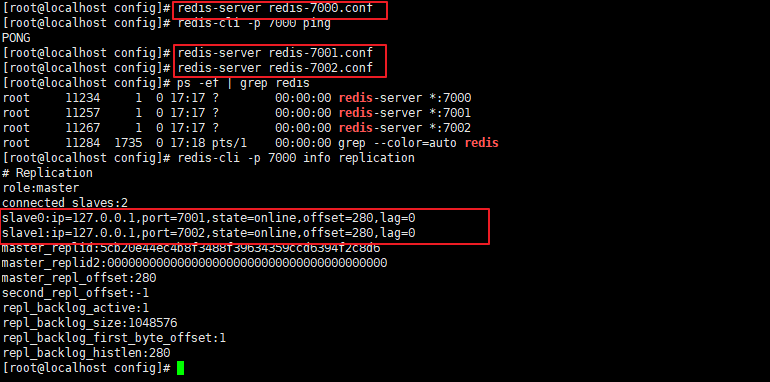 [root@localhost config]# redis-server redis-7000.conf
[root@localhost config]# redis-cli -p 7000 ping
PONG
[root@localhost config]# redis-server redis-7001.conf
[root@localhost config]# redis-server redis-7002.conf
[root@localhost config]# ps -ef | grep redis
root     11234     1  0 17:17 ?        00:00:00 redis-server *:7000
root     11257     1  0 17:17 ?        00:00:00 redis-server *:7001
root     11267     1  0 17:17 ?        00:00:00 redis-server *:7002
root     11284  1735  0 17:18 pts/1    00:00:00 grep --color=auto redis
[root@localhost config]# redis-cli -p 7000 info replication
# Replication
role:master
connected_slaves:2
slave0:ip=127.0.0.1,port=7001,state=online,offset=280,lag=0
slave1:ip=127.0.0.1,port=7002,state=online,offset=280,lag=0
master_replid:5cb20e44ec4b8f3488f39634359ccd6394f2c8d6
master_replid2:0000000000000000000000000000000000000000
master_repl_offset:280
second_repl_offset:-1
repl_backlog_active:1
repl_backlog_size:1048576
repl_backlog_first_byte_offset:1
repl_backlog_histlen:280
[root@localhost config]#